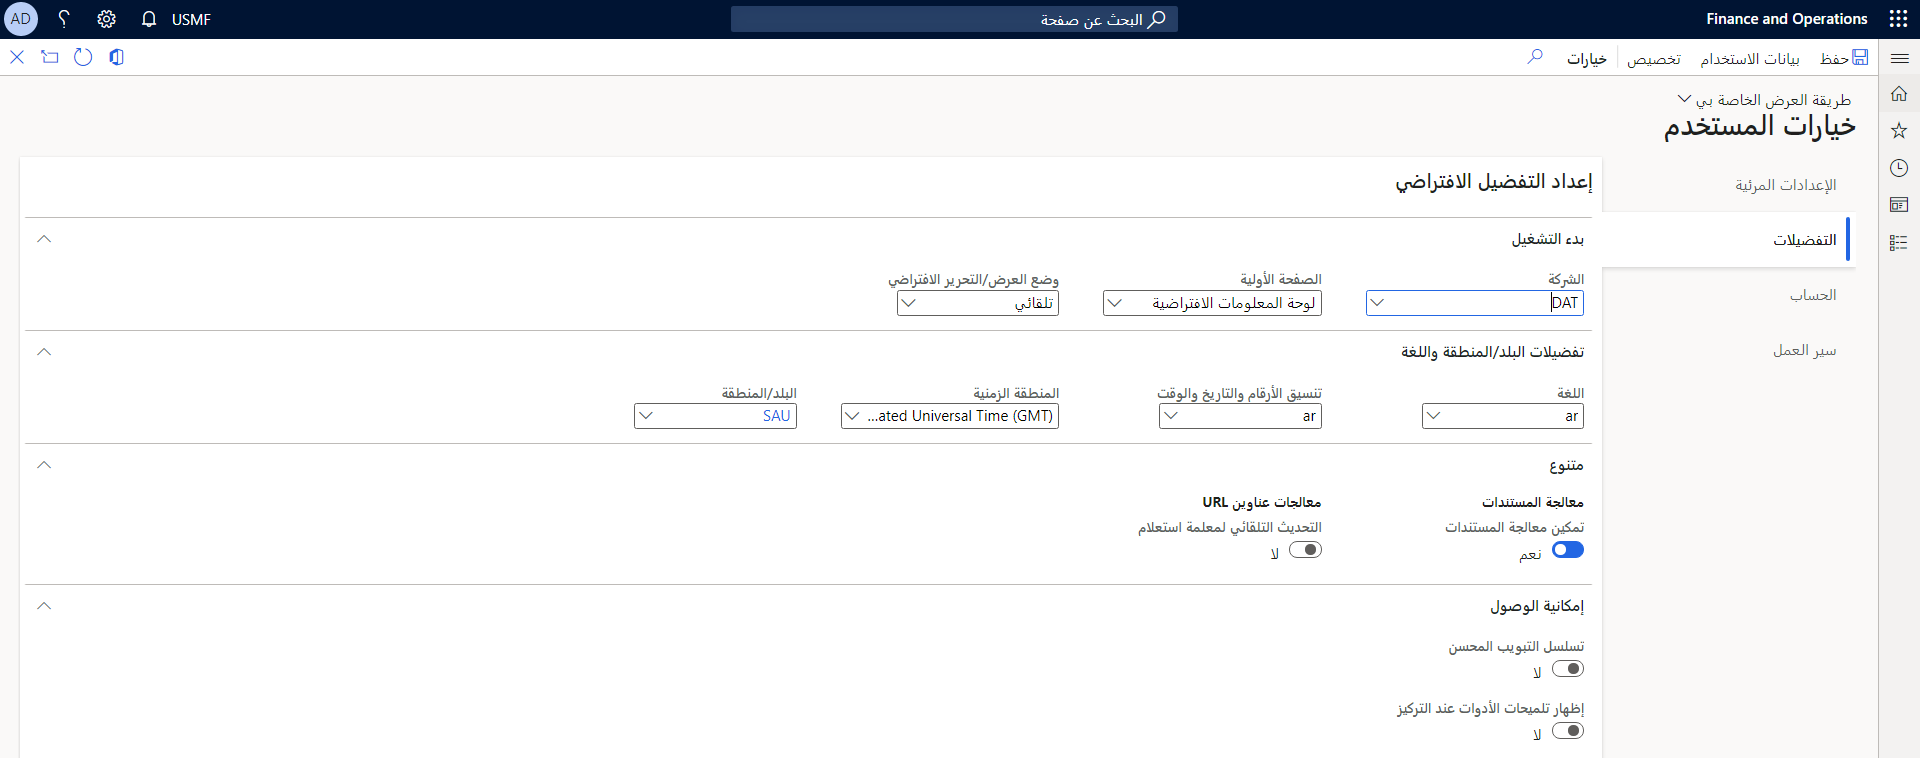 Finance and Operations
البحث عن صفحة
USMF
AD
حفظ
بيانات الاستخدام
تخصيص
خيارات
طريقة العرض الخاصة بي
خيارات المستخدم
الإعدادات المرئية
التفضيلات
الحساب
سير العمل
إعداد التفضيل الافتراضي
بدء التشغيل
الشركة
الصفحة الأولية
وضع العرض/التحرير الافتراضي
DAT
لوحة المعلومات الافتراضية
تلقائي
تفضيلات البلد/المنطقة واللغة
اللغة
تنسيق الأرقام والتاريخ والوقت
المنطقة الزمنية
البلد/المنطقة
ar
ar
...ated Universal Time (GMT)
SAU
متنوع
معالجة المستندات
معالجات عناوين URL
تمكين معالجة المستندات
التحديث التلقائي لمعلمة استعلام
نعم
لا
إمكانية الوصول
تسلسل التبويب المحسن
لا
إظهار تلميحات الأدوات عند التركيز
لا